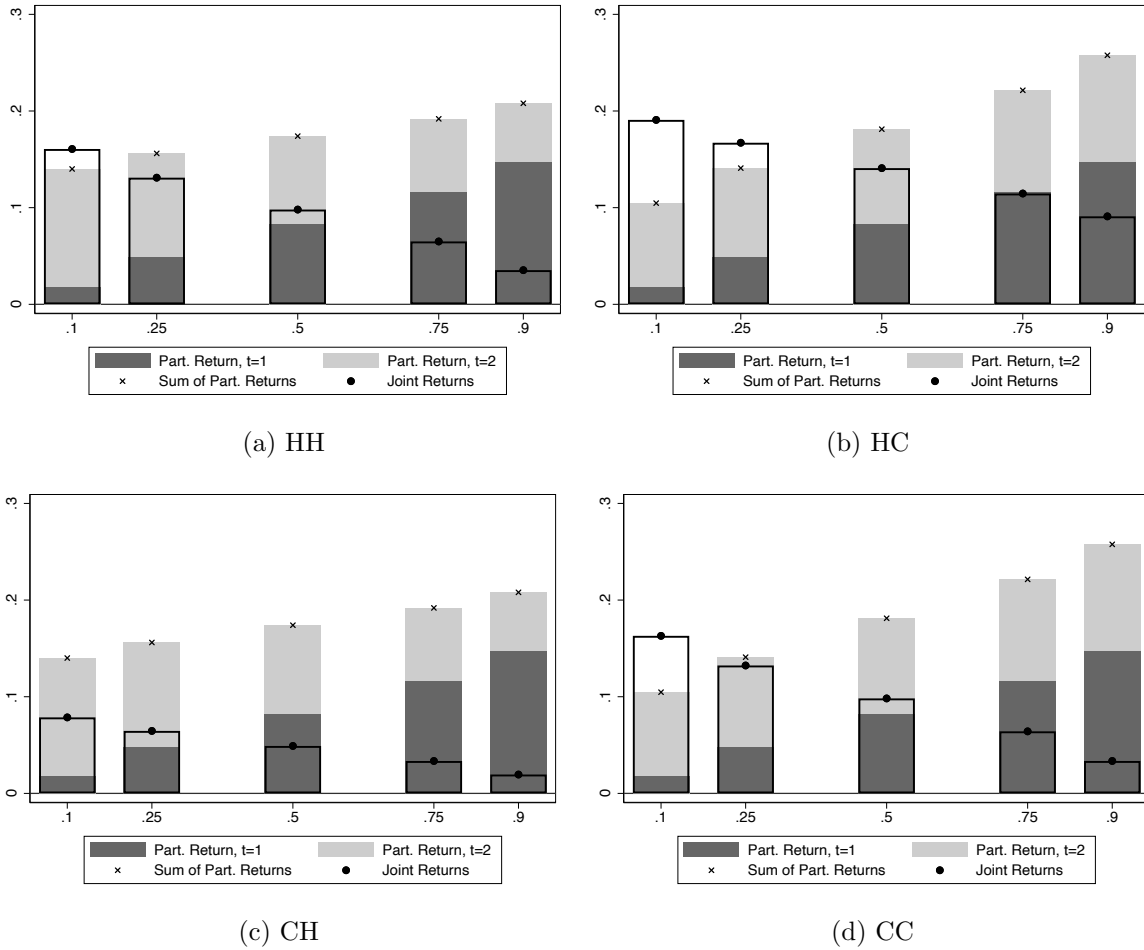 .3
.2
.1
0
.1 .25 .5 .75 .9
Part. Return, t=1 Part. Return, t=2
× Sum of Part. Returns ● Joint Returns
(a) HH
.3
.2
.1
0
.1 .25 .5 .75 .9
Part. Return, t=1 Part. Return, t=2
× Sum of Part. Returns ● Joint Returns
(b) HC
.3
.2
.1
0
.1 .25 .5 .75 .9
Part. Return, t=1 Part. Return, t=2
× Sum of Part. Returns ● Joint Returns
(c) CH
.3
.2
.1
0
.1 .25 .5 .75 .9
Part. Return, t=1 Part. Return, t=2
× Sum of Part. Returns ● Joint Returns
(d) CC